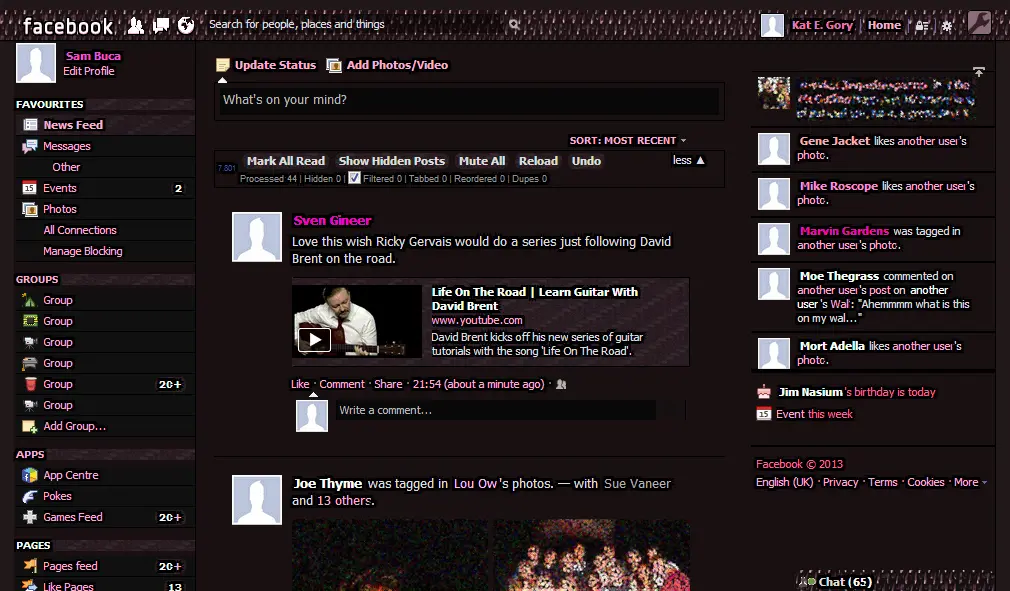 facebook
Search for people, places and things
Kat E. Gory
Home
Sam Buca
Edit Profile
FAVOURITES
News Feed
Messages
Other
Events 2
Photos
All Connections
Manage Blocking
GROUPS
Group
Group
Group
Group
Group 20+
Group
Add Group...
APPS
App Centre
Pokes
Games Feed 20+
PAGES
Pages feed 20+
Like Pages 13
Update Status Add Photos/Video
What's on your mind?
SORT: MOST RECENT
7,801 Mark All Read Show Hidden Posts Mute All Reload Undo less ▲
Processed 44 | Hidden 0 | Filtered 0 | Tabbed 0 | Reordered 0 | Dupes 0
Sven Gineer
Love this wish Ricky Gervais would do a series just following David
Brent on the road.
Life On The Road | Learn Guitar With
David Brent
www.youtube.com
David Brent kicks off his new series of guitar
tutorials with the song 'Life On The Road'.
Like · Comment · Share · 21:54 (about a minute ago) ·
Write a comment...
Joe Thyme was tagged in Lou Ow's photos. — with Sue Vaneer
and 13 others.
Gene Jacket likes another user's
photo.
Mike Roscope likes another user's
photo.
Marvin Gardens was tagged in
another user's photo.
Moe Thegrass commented on
another user's post on another
user's Wall: "Ahemmmm what is this
on my wal..."
Mort Adella likes another user's
photo.
Jim Nasium's birthday is today
15 Event this week
Facebook © 2013
English (UK) · Privacy · Terms · Cookies · More
Chat (65)